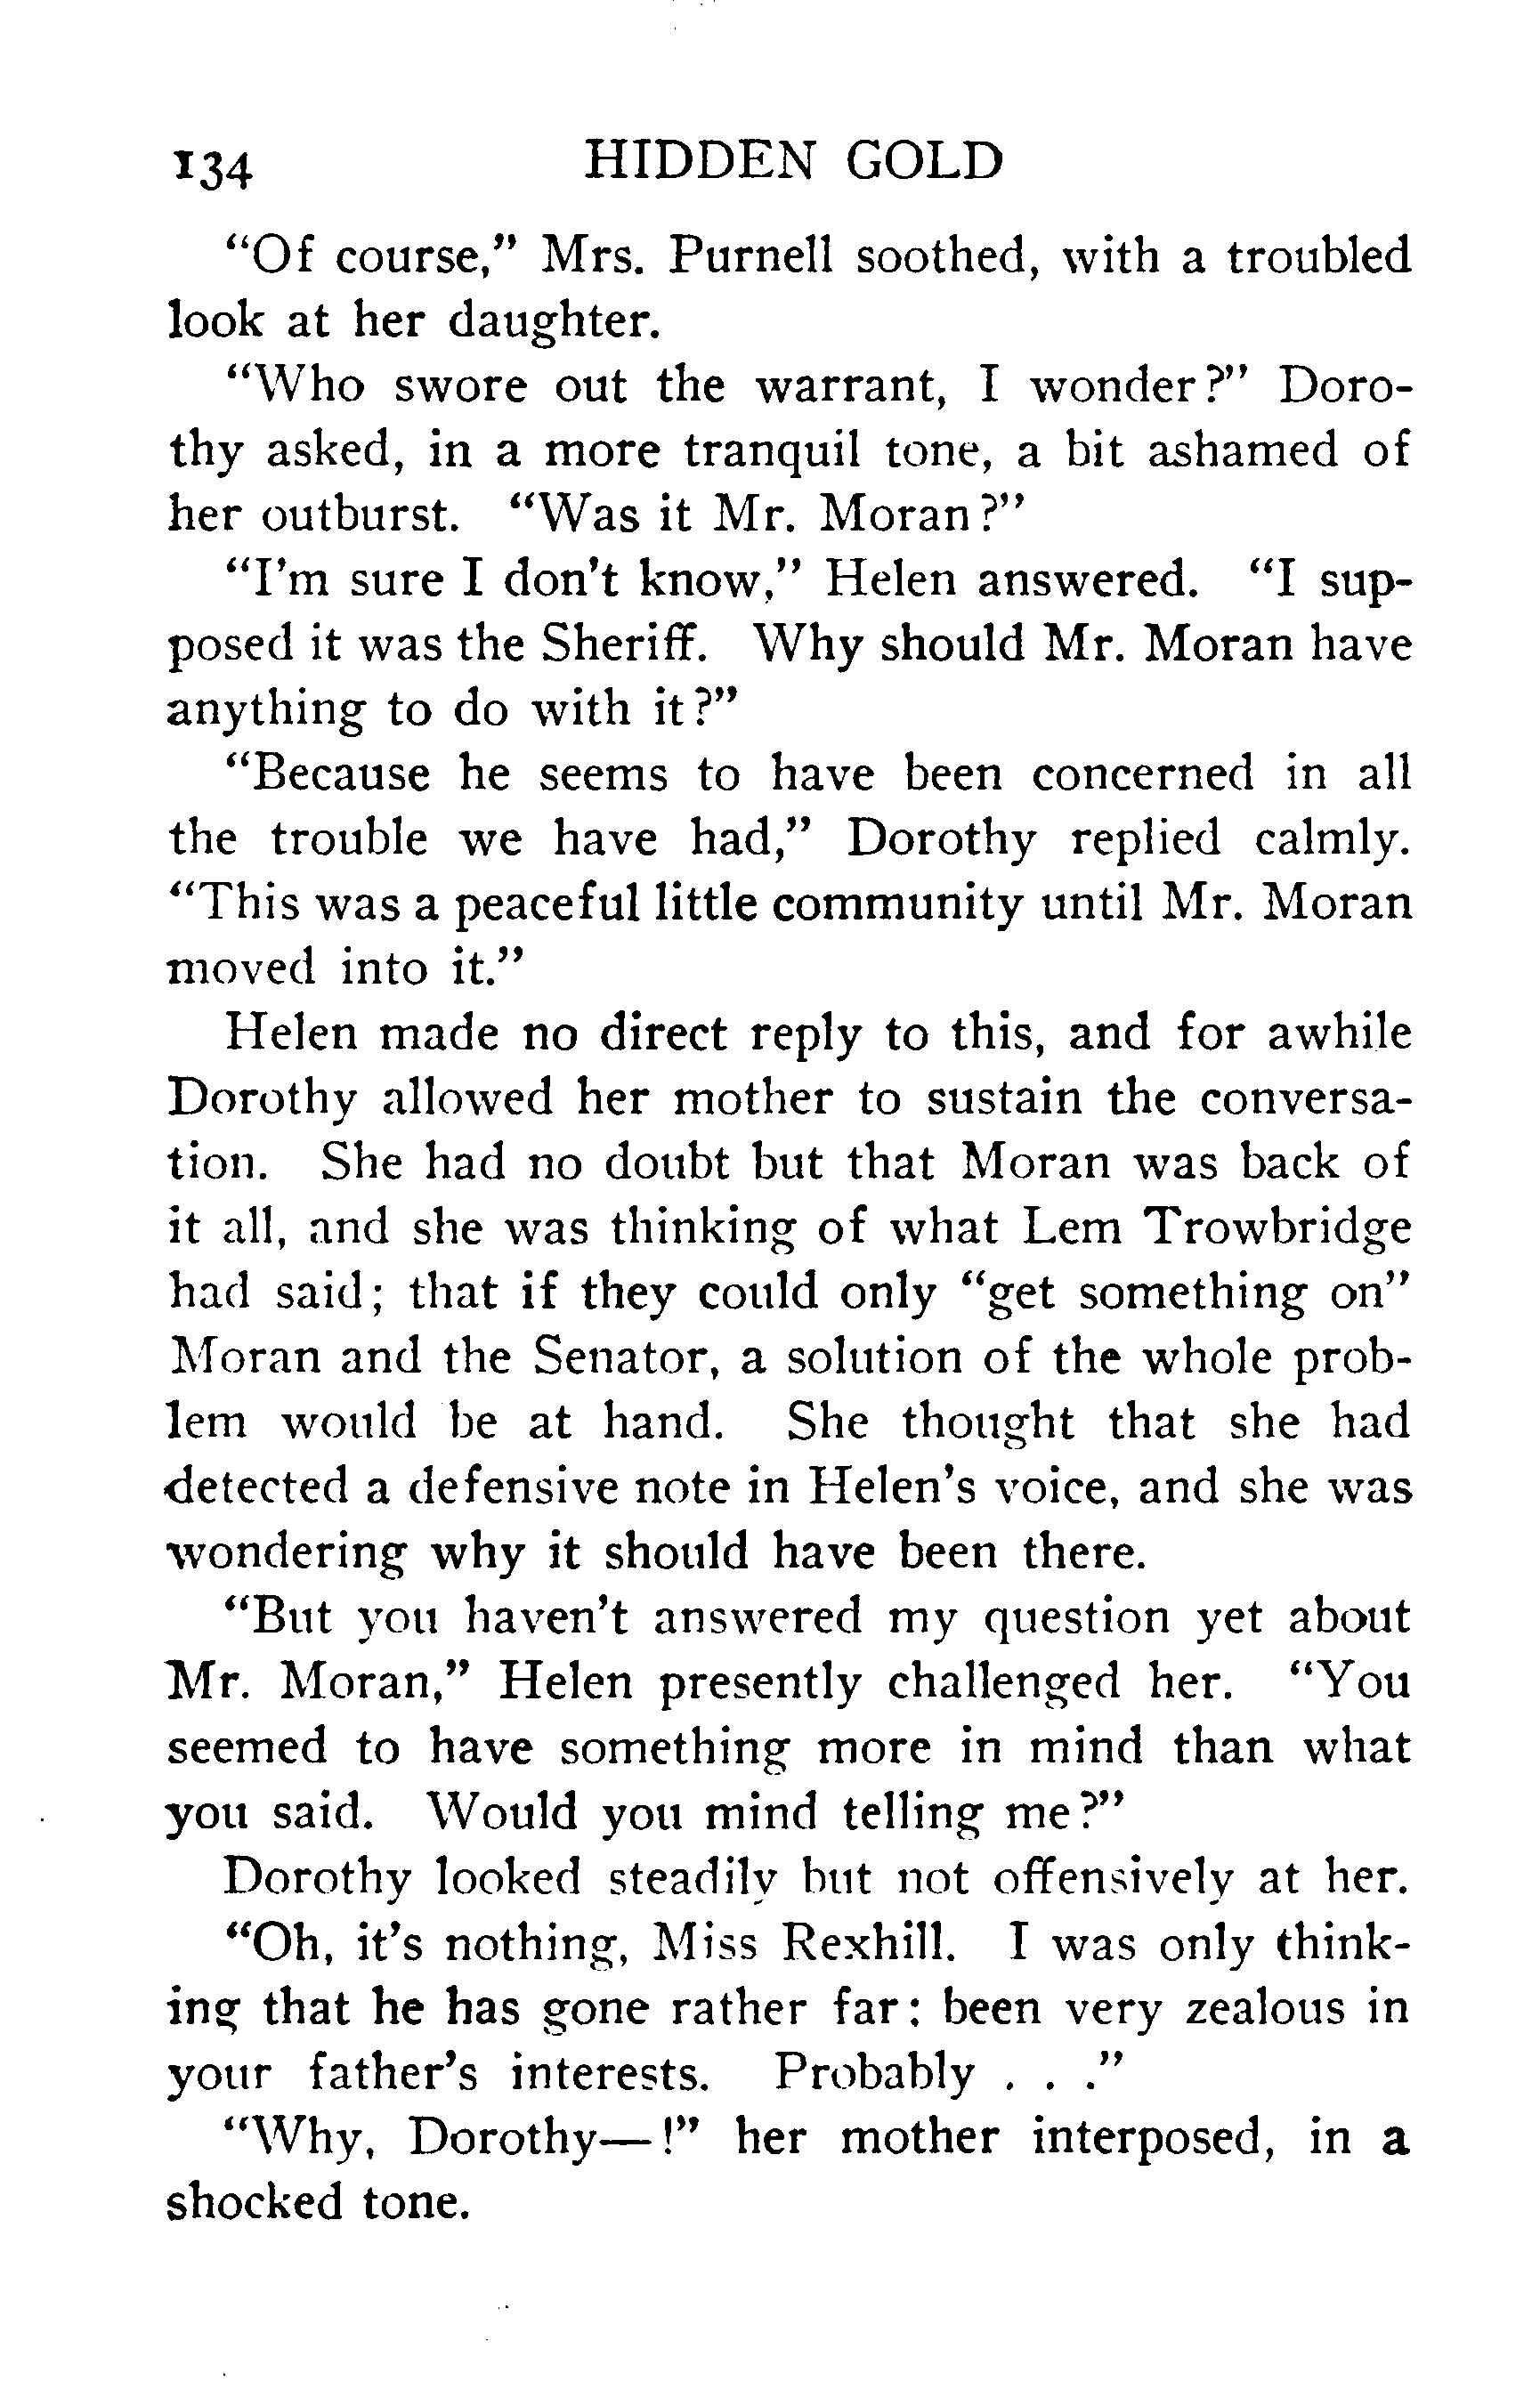 134 HIDDEN GOLD
"Of course," Mrs. Purnell soothed, with a troubled
look at her daughter.
"Who swore out the warrant, I wonder?" Doro-
thy asked, in a more tranquil tone, a bit ashamed of
her outburst. "Was it Mr. Moran?"
"I'm sure I don't know," Helen answered. "I sup-
posed it was the Sheriff. Why should Mr. Moran have
anything to do with it?"
"Because he seems to have been concerned in all
the trouble we have had," Dorothy replied calmly.
"This was a peaceful little community until Mr. Moran
moved into it."
Helen made no direct reply to this, and for awhile
Dorothy allowed her mother to sustain the conversa-
tion. She had no doubt but that Moran was back of
it all, and she was thinking of what Lem Trowbridge
had said; that if they could only "get something on"
Moran and the Senator, a solution of the whole prob-
lem would be at hand. She thought that she had
detected a defensive note in Helen's voice, and she was
wondering why it should have been there.
"But you haven't answered my question yet about
Mr. Moran," Helen presently challenged her. "You
seemed to have something more in mind than what
you said. Would you mind telling me?"
Dorothy looked steadily but not offensively at her.
"Oh, it's nothing, Miss Rexhill. I was only think-
ing that he has gone rather far: been very zealous in
your father's interests. Probably . . ."
"Why, Dorothy—!" her mother interposed, in a
shocked tone.